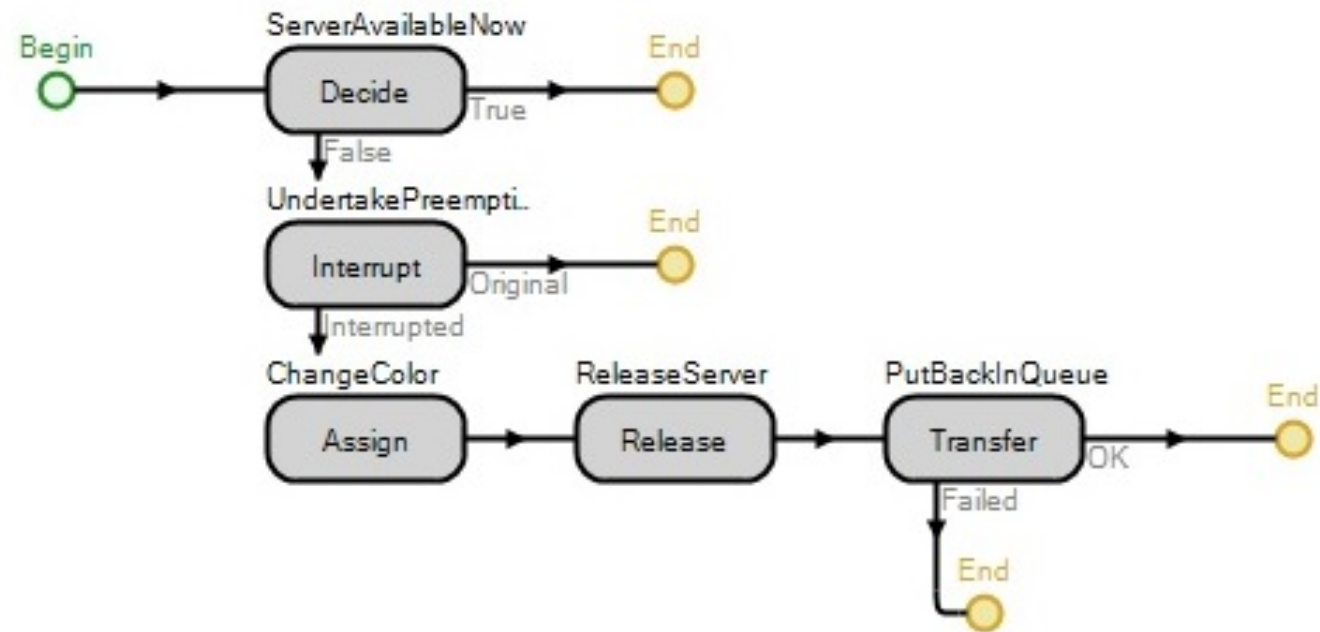 ServerAvailableNow
Begin
End
Decide
True
False
UndertakePreempti..
End
Interrupt
Original
Interrupted
ChangeColor
ReleaseServer
PutBackInQueue
End
Assign
Release
Transfer
OK
Failed
End